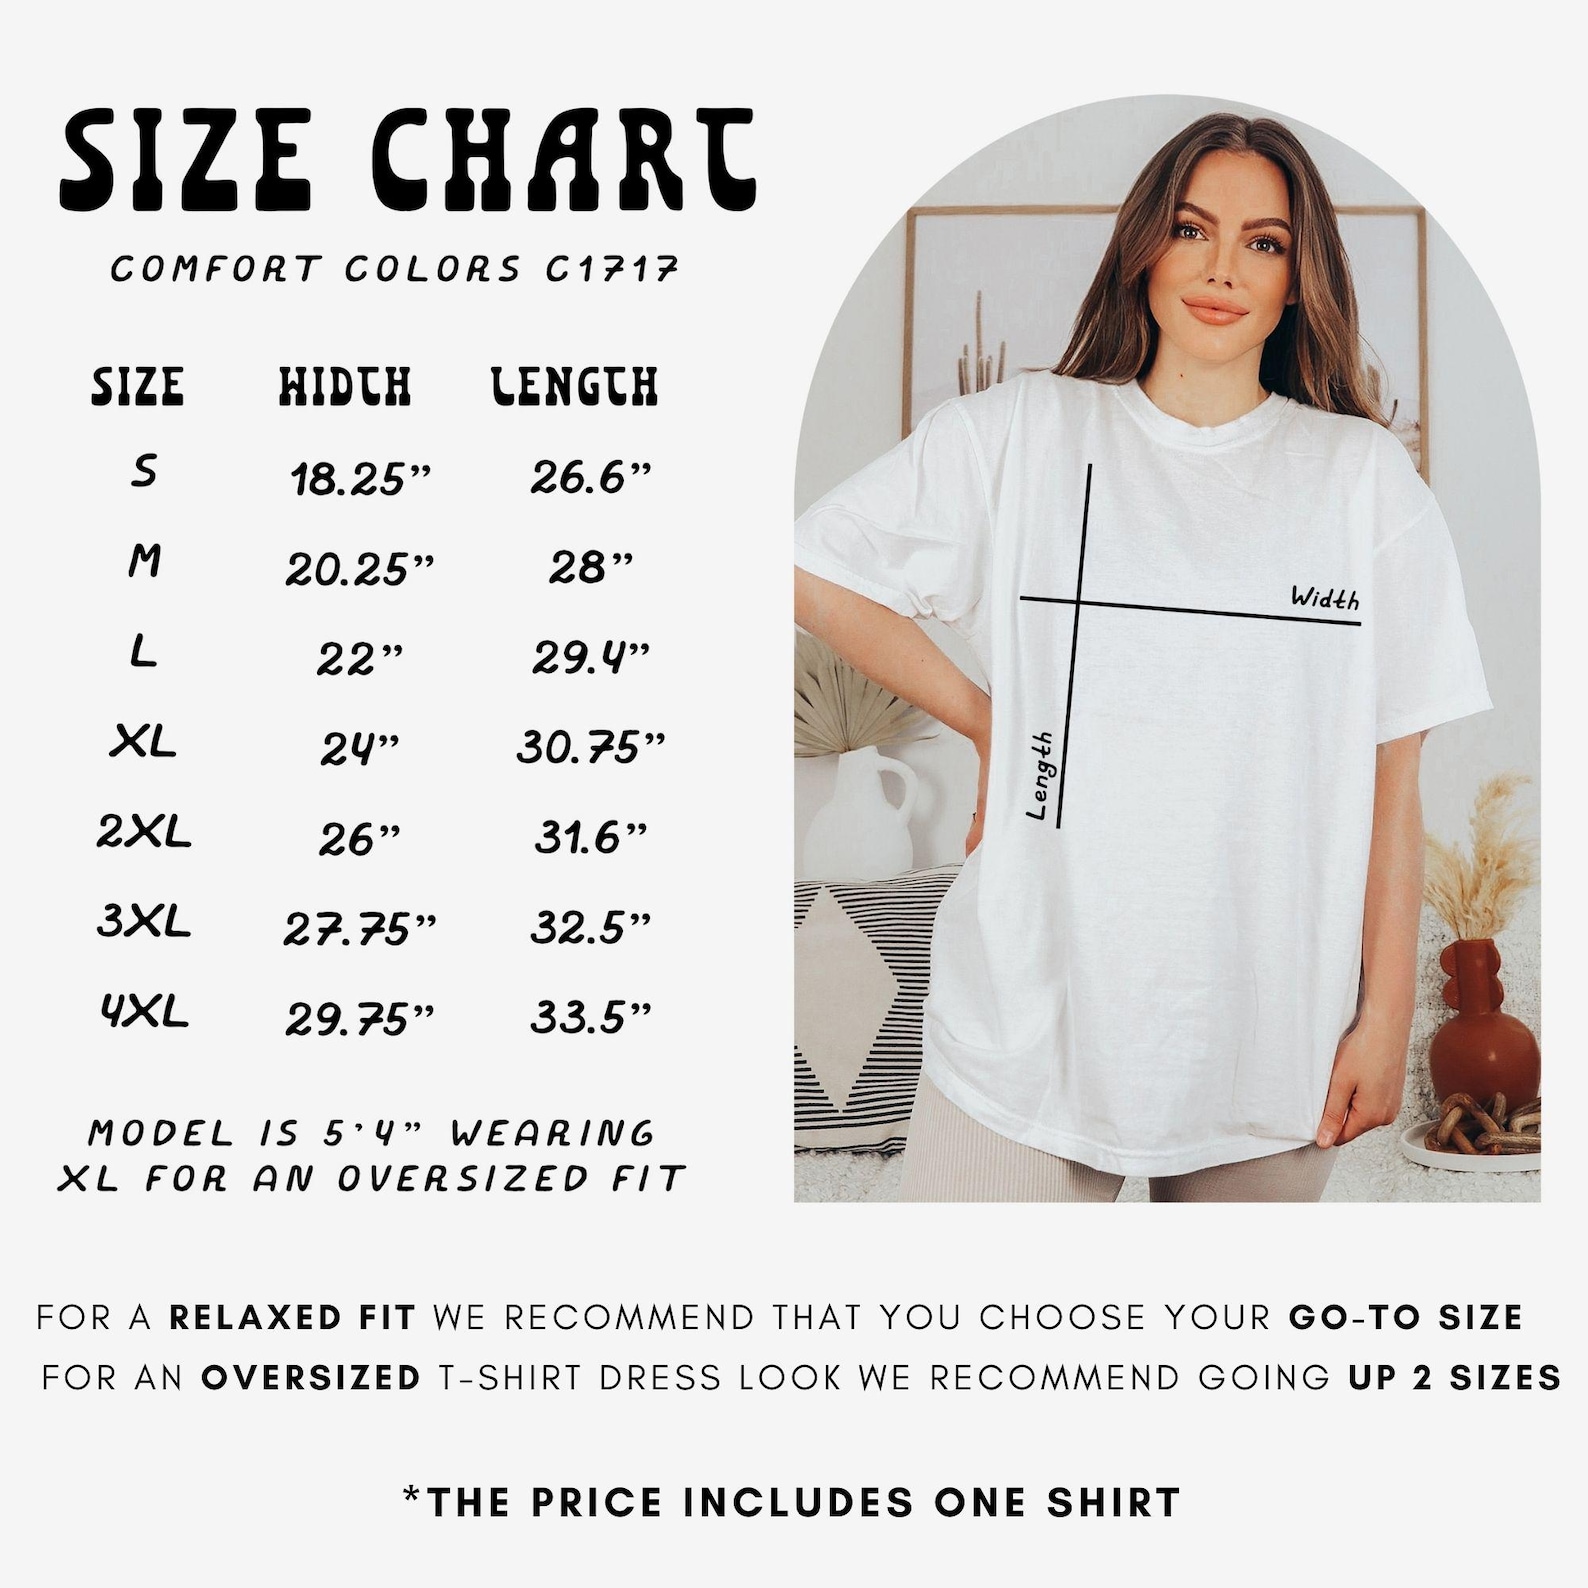 SIZE CHART
COMFORT COLORS C1717
SIZE WIDTH LENGTH
S 18.25” 26.6”
M 20.25” 28”
L 22” 29.4”
XL 24” 30.75”
2XL 26” 31.6”
3XL 27.75” 32.5”
4XL 29.75” 33.5”
Width
Length
MODEL IS 5’4” WEARING
XL FOR AN OVERSIZED FIT
FOR A RELAXED FIT WE RECOMMEND THAT YOU CHOOSE YOUR GO-TO SIZE
FOR AN OVERSIZED T-SHIRT DRESS LOOK WE RECOMMEND GOING UP 2 SIZES
*THE PRICE INCLUDES ONE SHIRT